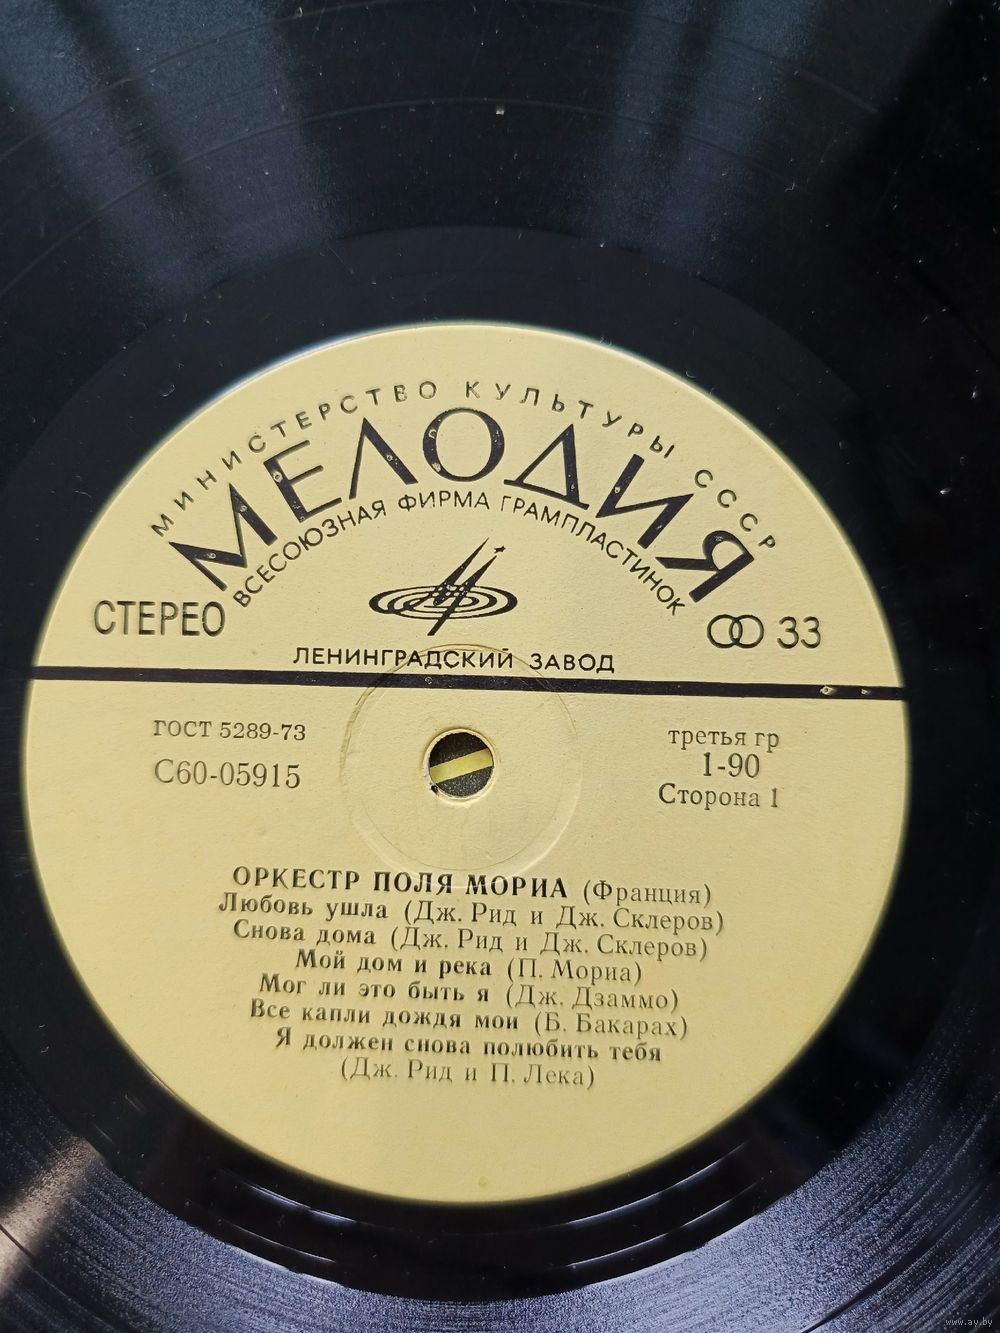 МИНИСТЕРСТВО КУЛЬТУРЫ СССР
МЕЛОДИЯ
ВСЕСОЮЗНАЯ ФИРМА ГРАМПЛАСТИНОК
СТЕРЕО
33
ЛЕНИНГРАДСКИЙ ЗАВОД
ГОСТ 5289-73
третья гр
С60-05915
1-90
Сторона 1
ОРКЕСТР ПОЛЯ МОРИА (Франция)
Любовь ушла (Дж. Рид и Дж. Склеров)
Снова дома (Дж. Рид и Дж. Склеров)
Мой дом и река (П. Мориа)
Мог ли это быть я (Дж. Дзаммо)
Все капли дождя мои (Б. Бакарах)
Я должен снова полюбить тебя
(Дж. Рид и П. Лека)
www.ay.by